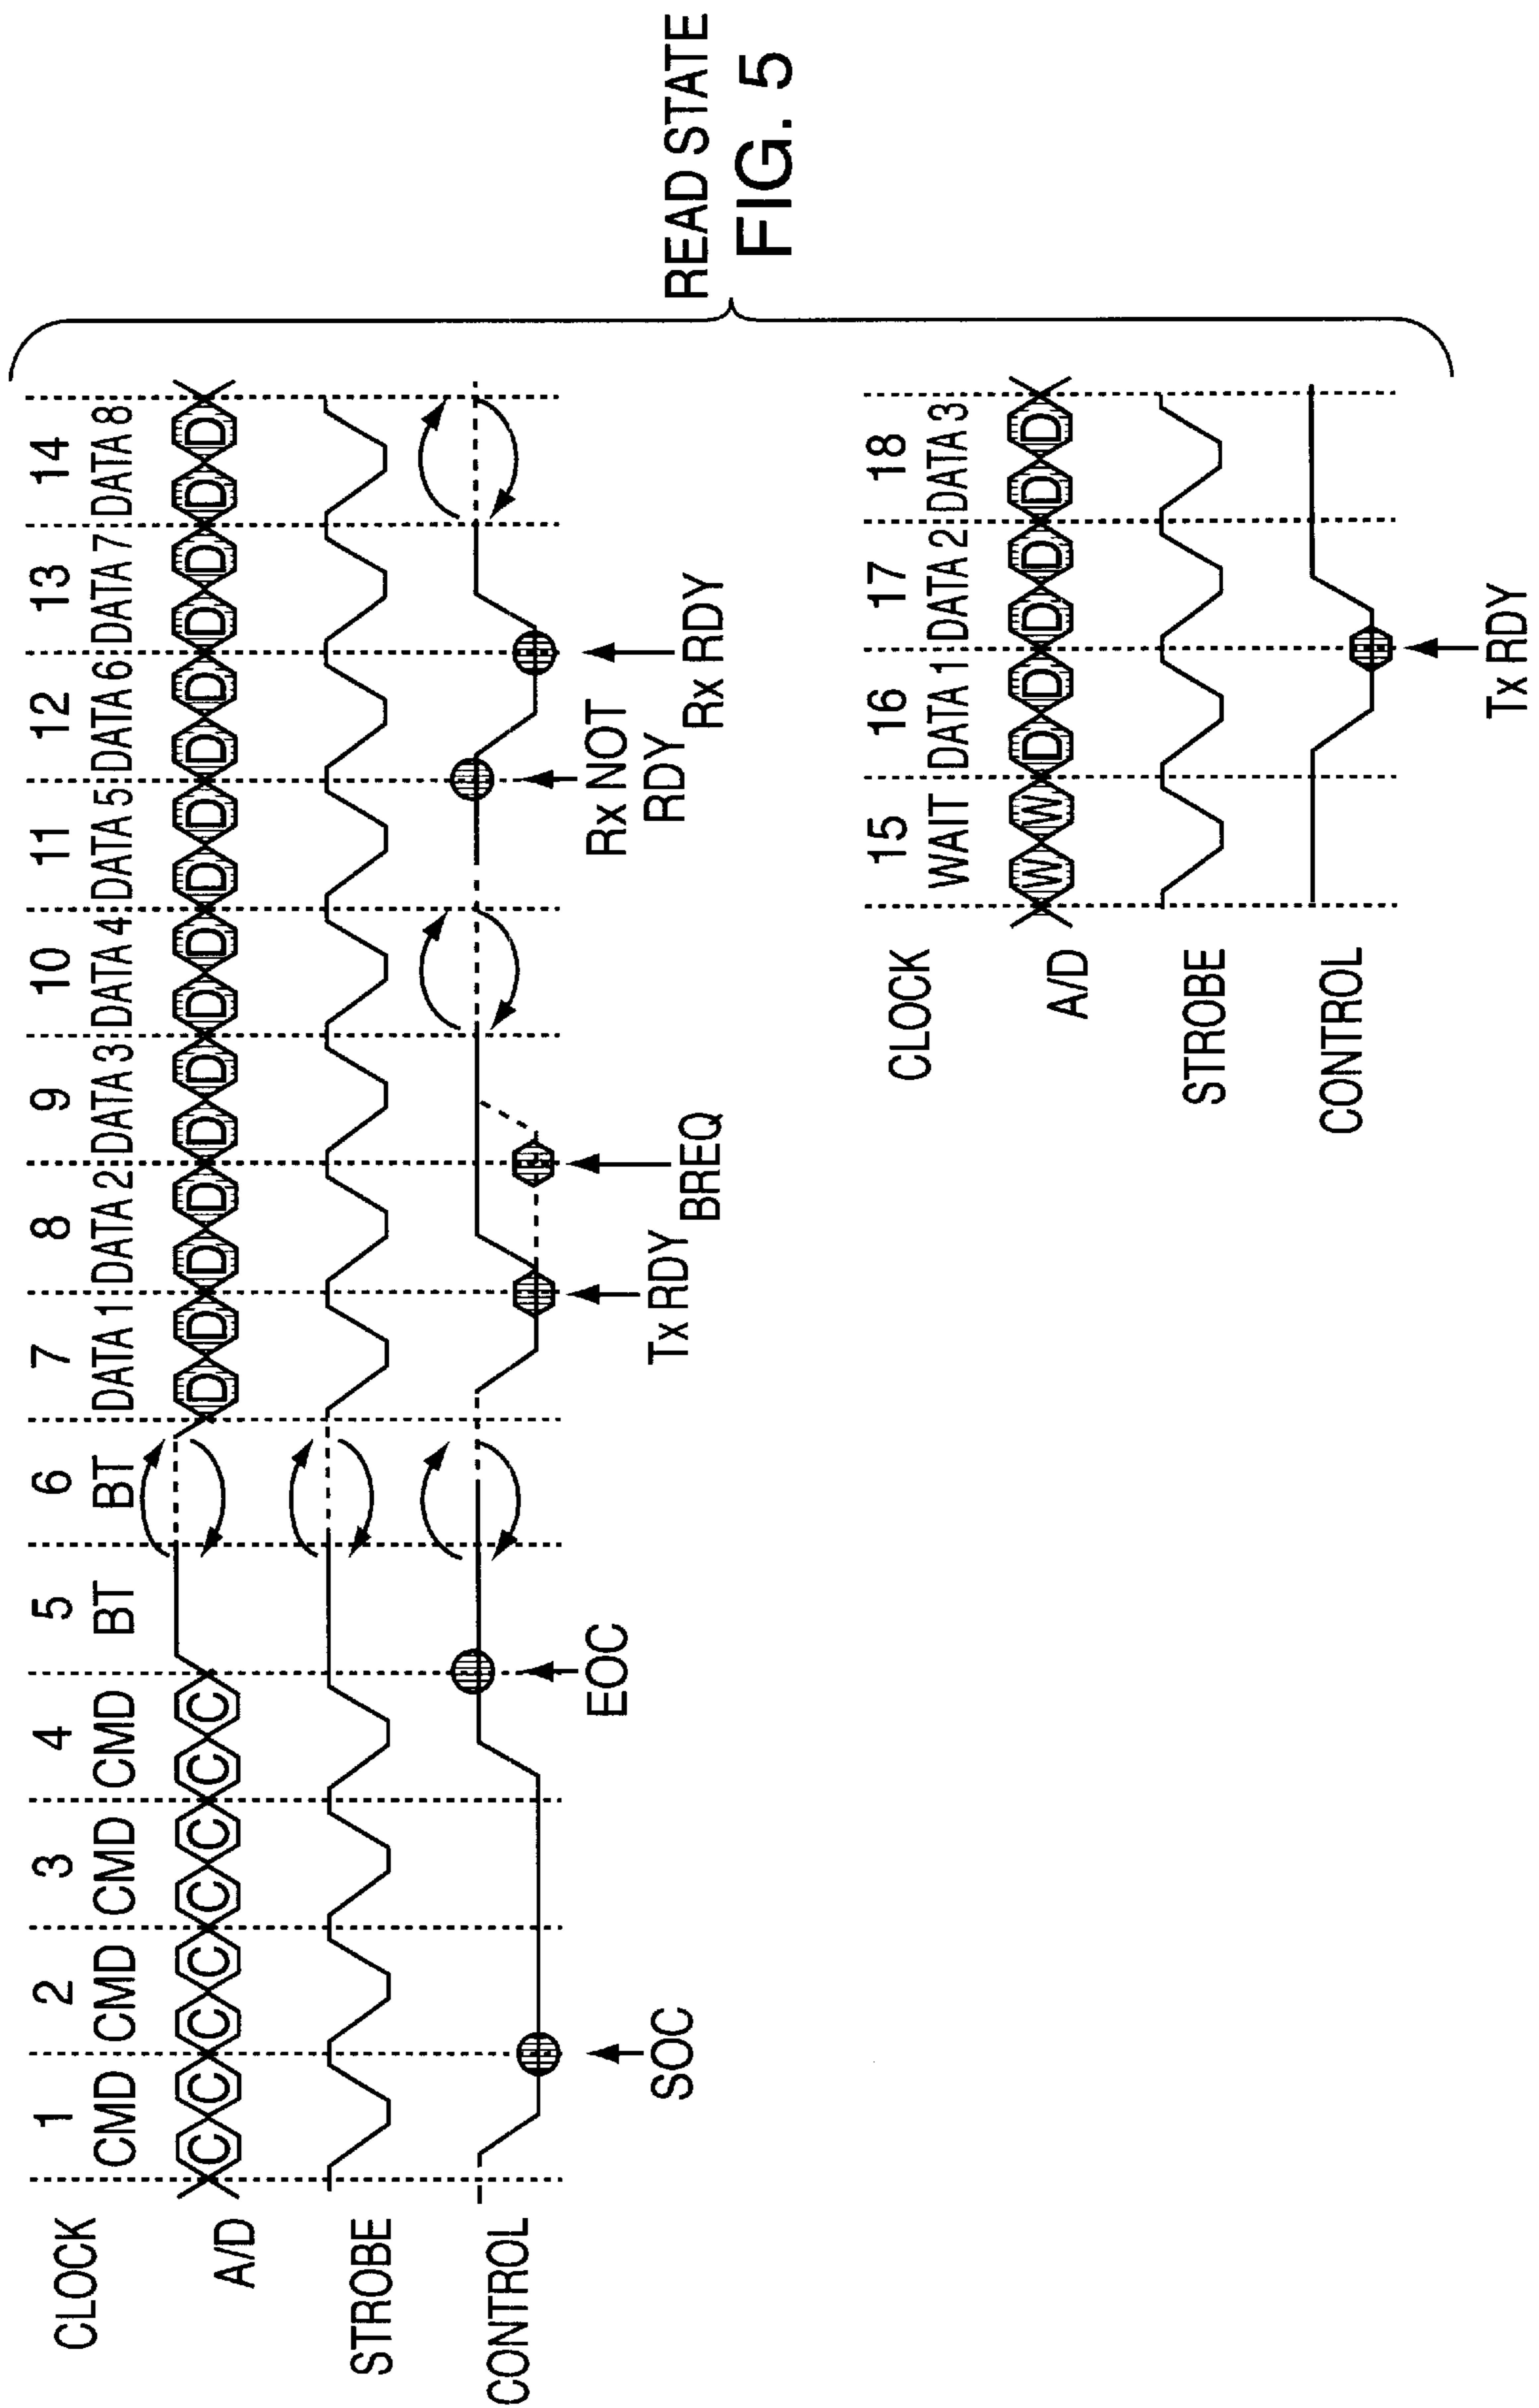 CLOCK 1 2 3 4 5 6 7 8 9 10 11 12 13 14
CMD CMD CMD CMD BT BT DATA 1 DATA 2 DATA 3 DATA 4 DATA 5 DATA 6 DATA 7 DATA 8
A/D C C C C C C C C D D D D D D D D D D D D D D D D
STROBE
CONTROL
SOC
EOC
Tx RDY
BREQ
Rx NOT
RDY
Rx RDY
CLOCK 15 16 17 18
WAIT DATA 1 DATA 2 DATA 3
A/D W W D D D D D D
STROBE
CONTROL
Tx RDY
READ STATE
FIG. 5